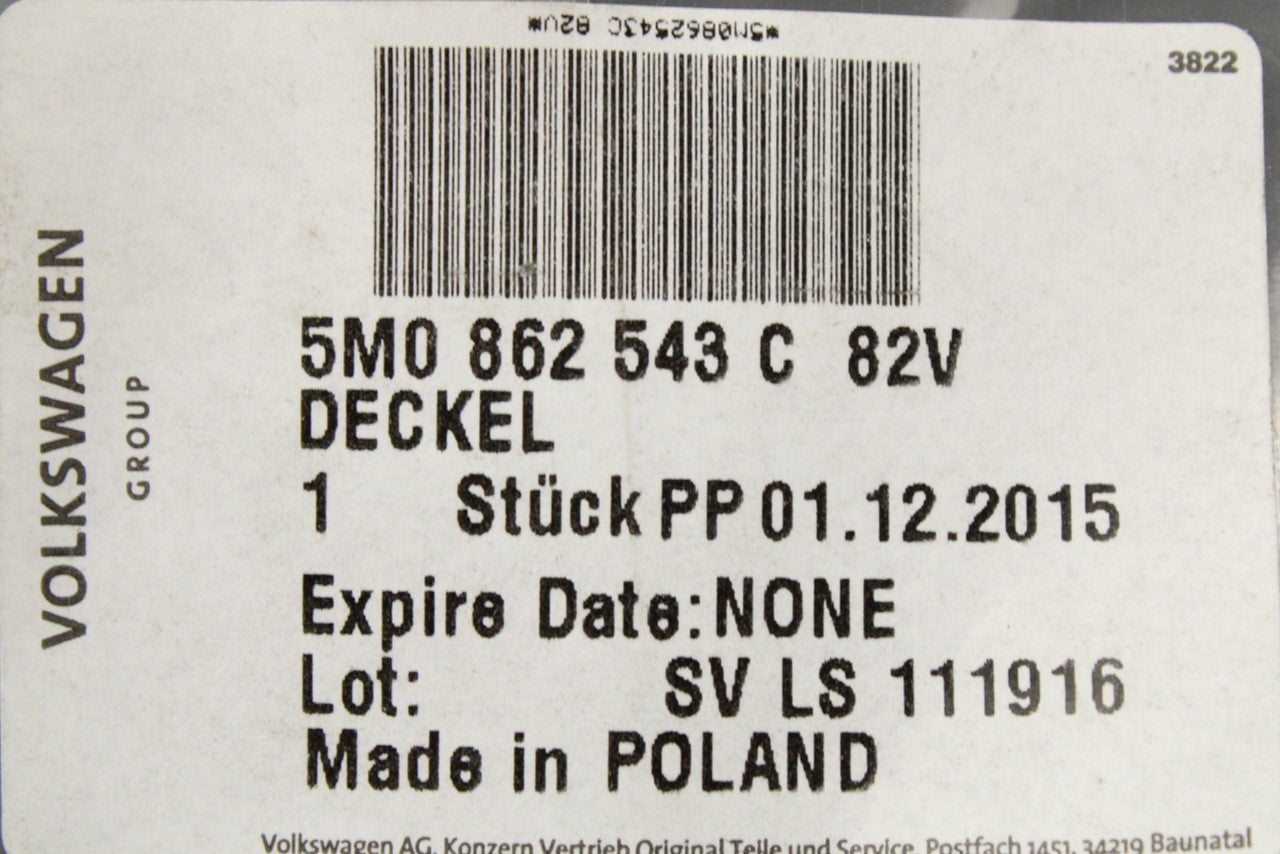 *5M0862543C 82V*
3822
VOLKSWAGEN
GROUP
5M0 862 543 C 82V
DECKEL
1 Stück PP 01.12.2015
Expire Date:NONE
Lot: SV LS 111916
Made in POLAND
Volkswagen AG, Konzern Vertrieb Original Teile und Service, Postfach 1451, 34219 Baunatal